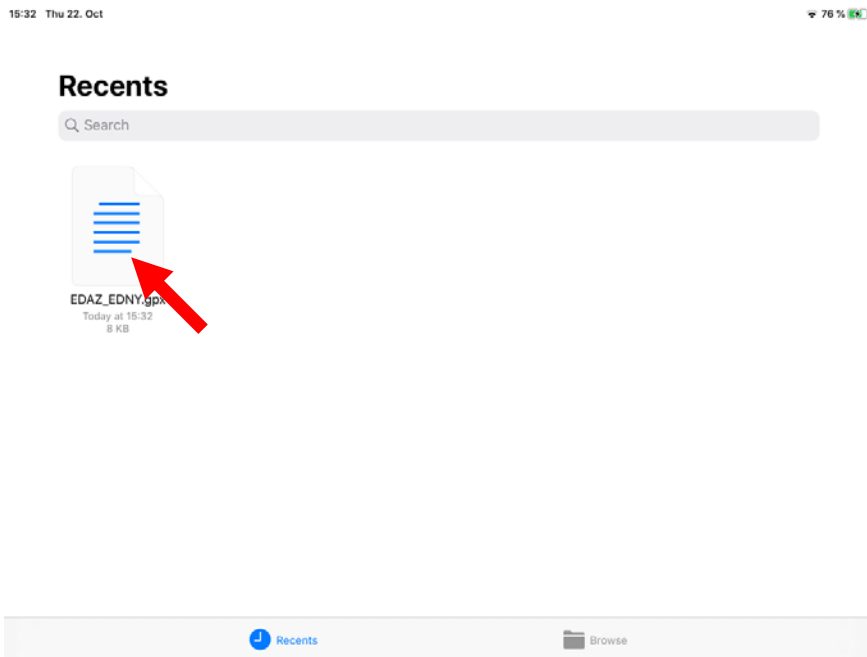 15:32 Thu 22. Oct
76 %
Recents
Search
EDAZ_EDNY.gpx
Today at 15:32
8 KB
Recents
Browse